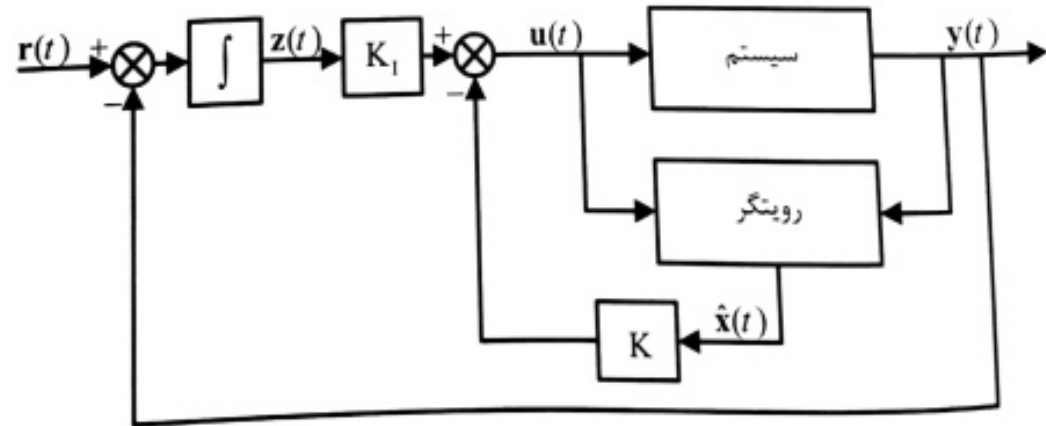 r(t) + − ∫ z(t) K₁ + − u(t) سیستم y(t)
رویتگر
K x̂(t)